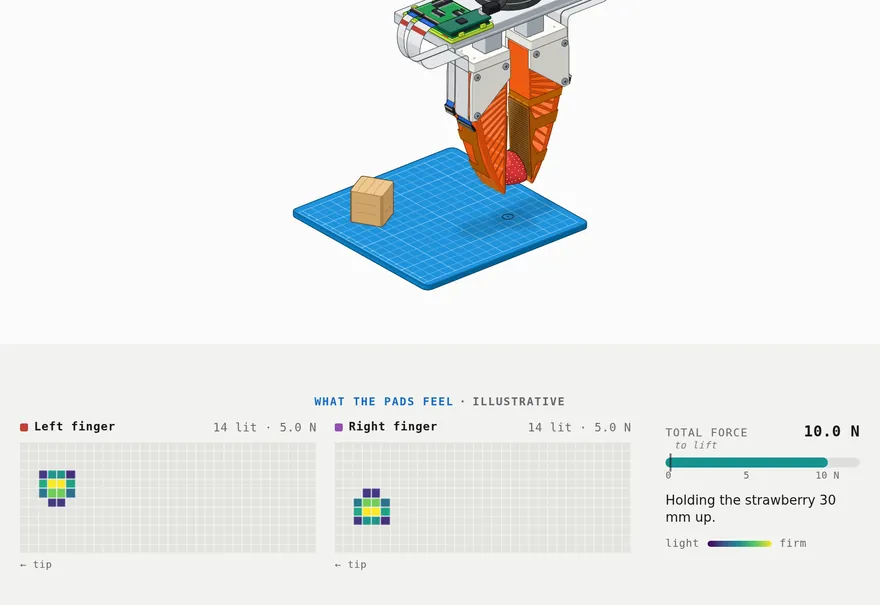 WHAT THE PADS FEEL · ILLUSTRATIVE
Left finger
14 lit · 5.0 N
Right finger
14 lit · 5.0 N
TOTAL FORCE
10.0 N
to lift
0
5
10 N
Holding the strawberry 30
mm up.
light
firm
← tip
← tip